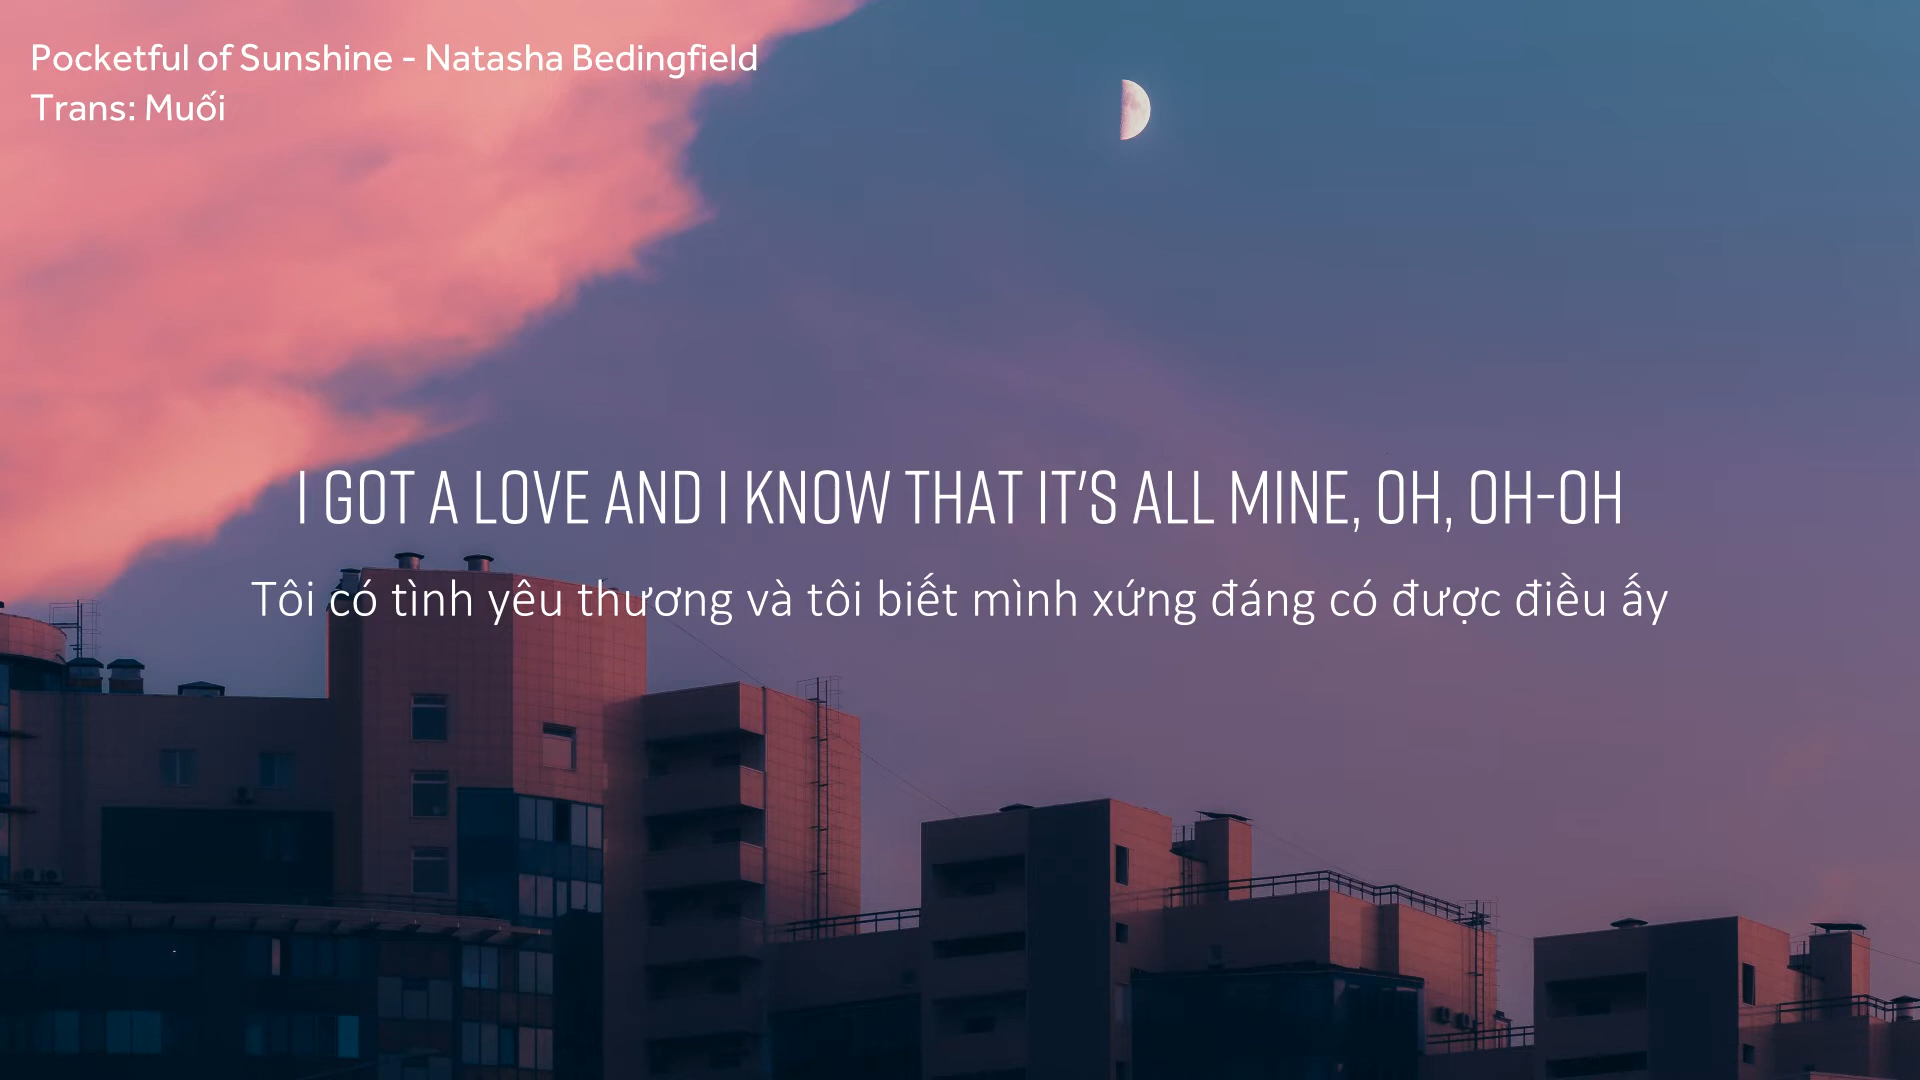 Pocketful of Sunshine - Natasha Bedingfield
Trans: Muối
I GOT A LOVE AND I KNOW THAT IT'S ALL MINE, OH, OH-OH
Tôi có tình yêu thương và tôi biết mình xứng đáng có được điều ấy